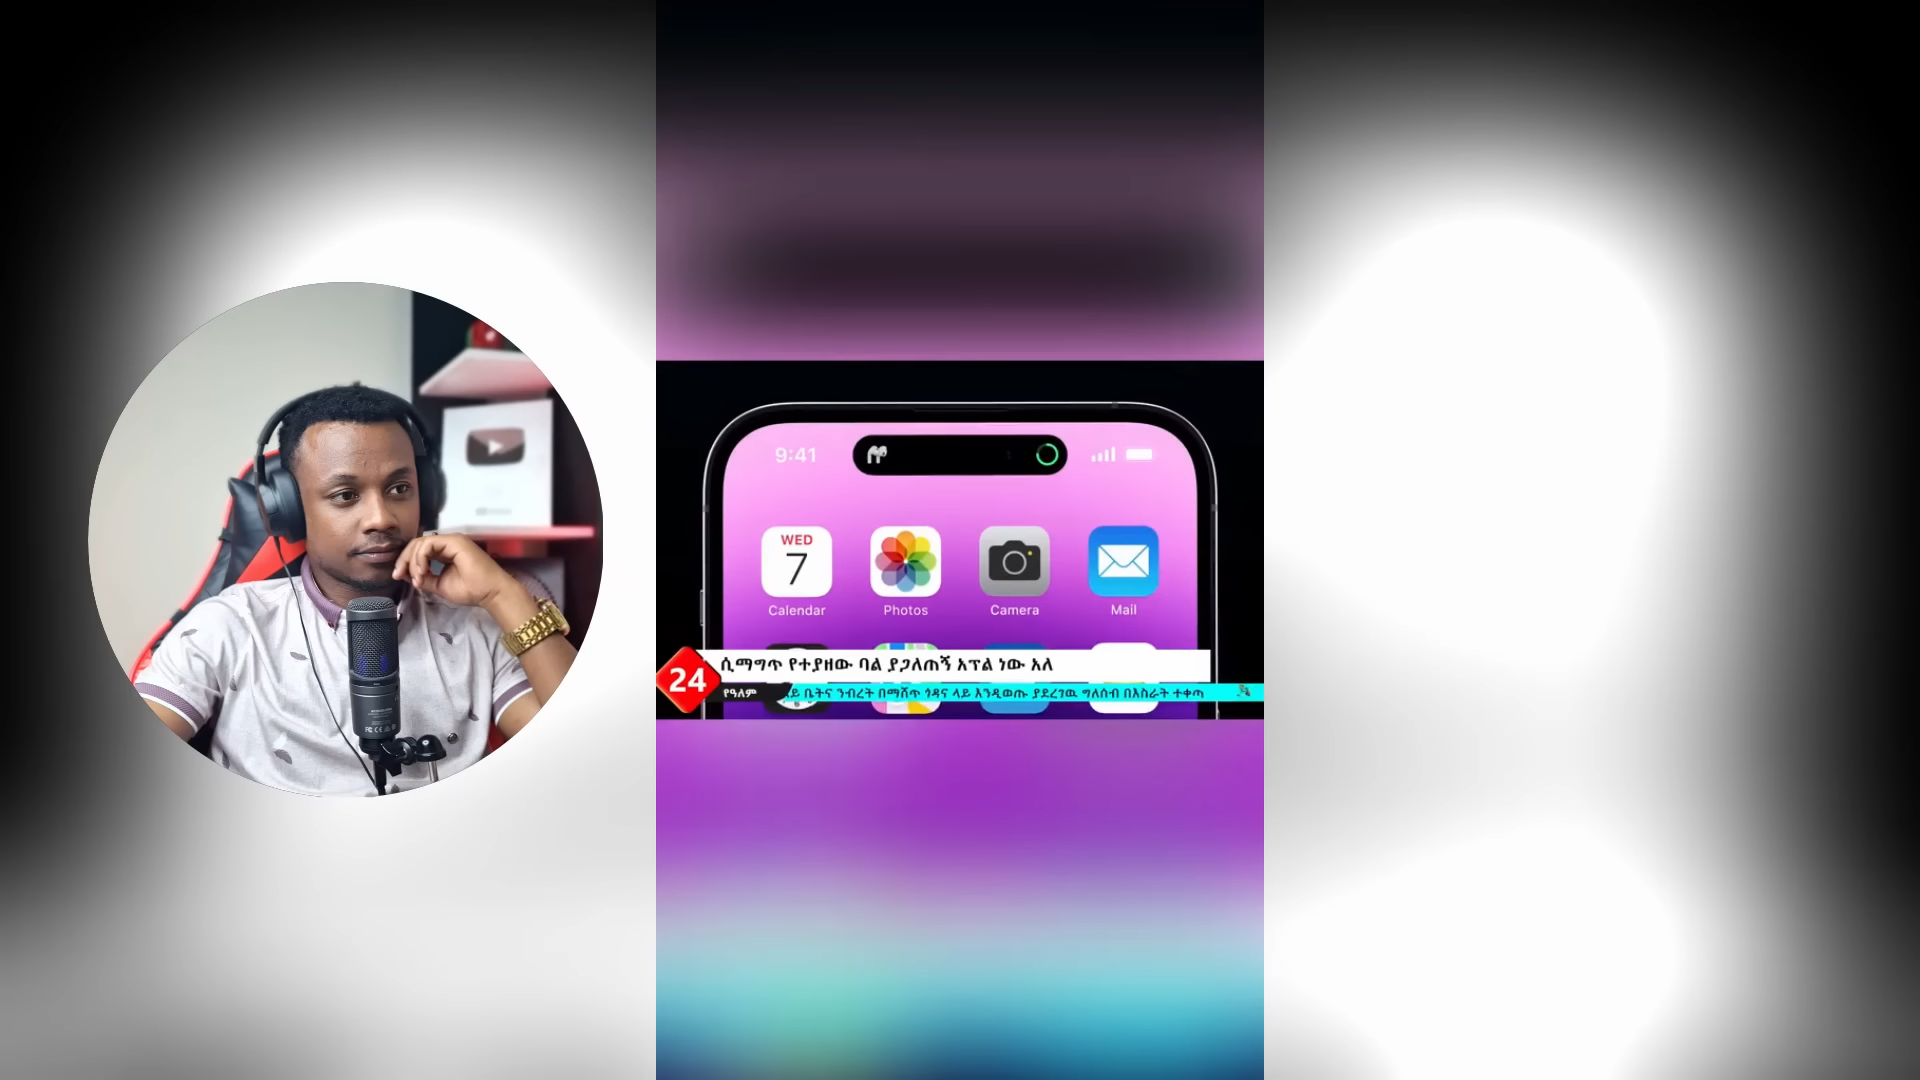 9:41
WED
7
Calendar
Photos
Camera
Mail
24
ሲማግጥ የተያዘው ባል ያጋለጠኝ አፕል ነው አለ
የዓለም
ላይ ቤትና ንብረት በማሸጥ ጎዳና ላይ እንዲወጡ ያደረገዉ ግለሰብ በእስራት ተቀጣ